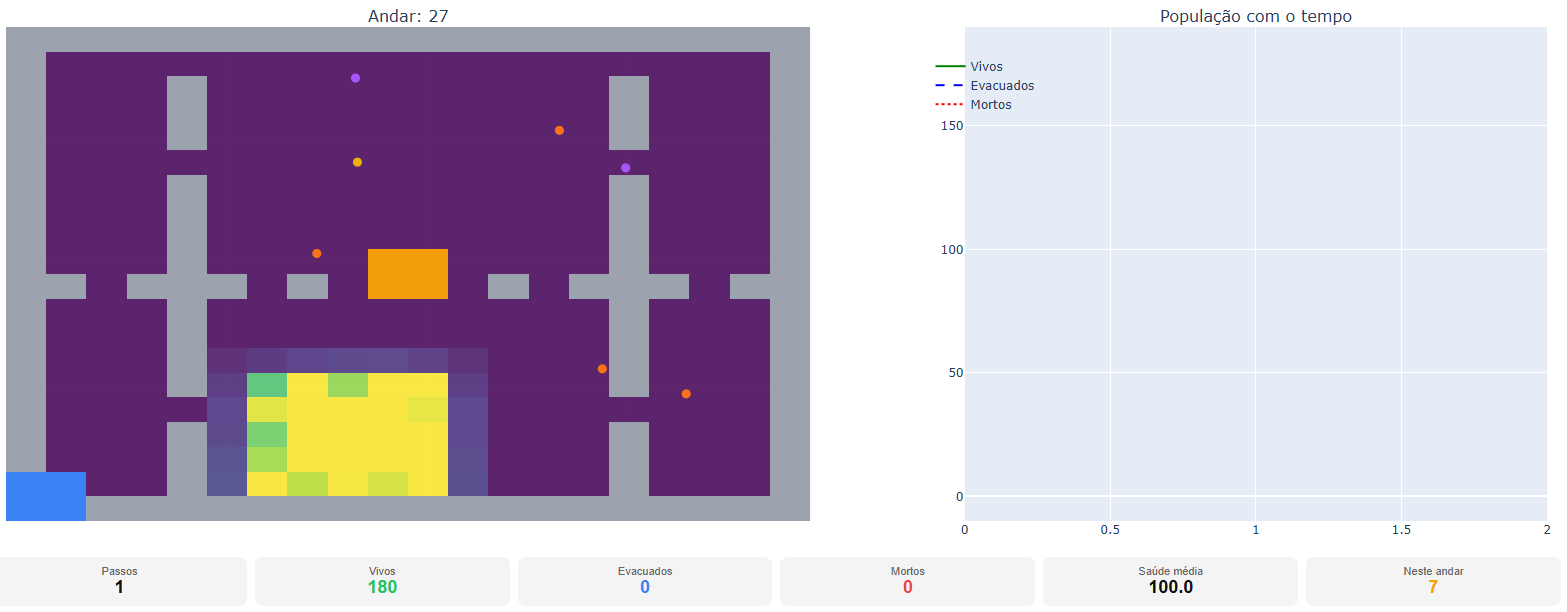 Andar: 27
População com o tempo
Vivos
Evacuados
Mortos
150
100
50
0
0
0.5
1
1.5
2
Passos
1
Vivos
180
Evacuados
0
Mortos
0
Saúde média
100.0
Neste andar
7